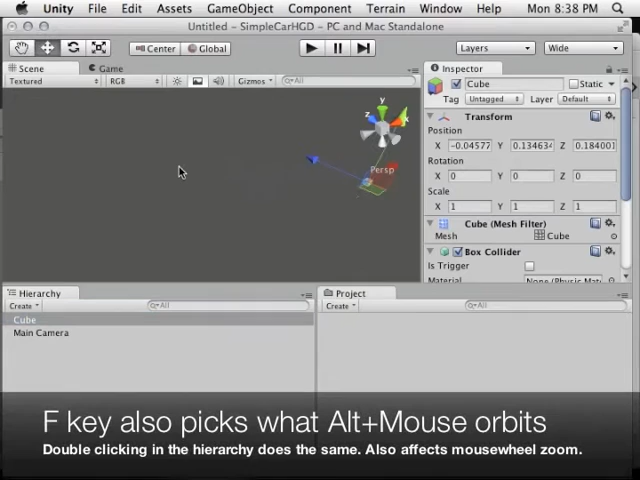 Unity File Edit Assets GameObject Component Terrain Window Help Mon 8:38 PM
Untitled - SimpleCarHGD - PC and Mac Standalone
Center Global Layers Wide
Scene Game Inspector
Textured RGB Gizmos All
Cube Static
Tag Untagged Layer Default
Transform
Position
X -0.04577 Y 0.134634 Z 0.184001
Rotation
X 0 Y 0 Z 0
Scale
X 1 Y 1 Z 1
Cube (Mesh Filter)
Mesh Cube
Box Collider
Is Trigger
Material
y
z
x
Persp
Hierarchy Project
Create All Create All
Cube
Main Camera
F key also picks what Alt+Mouse orbits
Double clicking in the hierarchy does the same. Also affects mousewheel zoom.